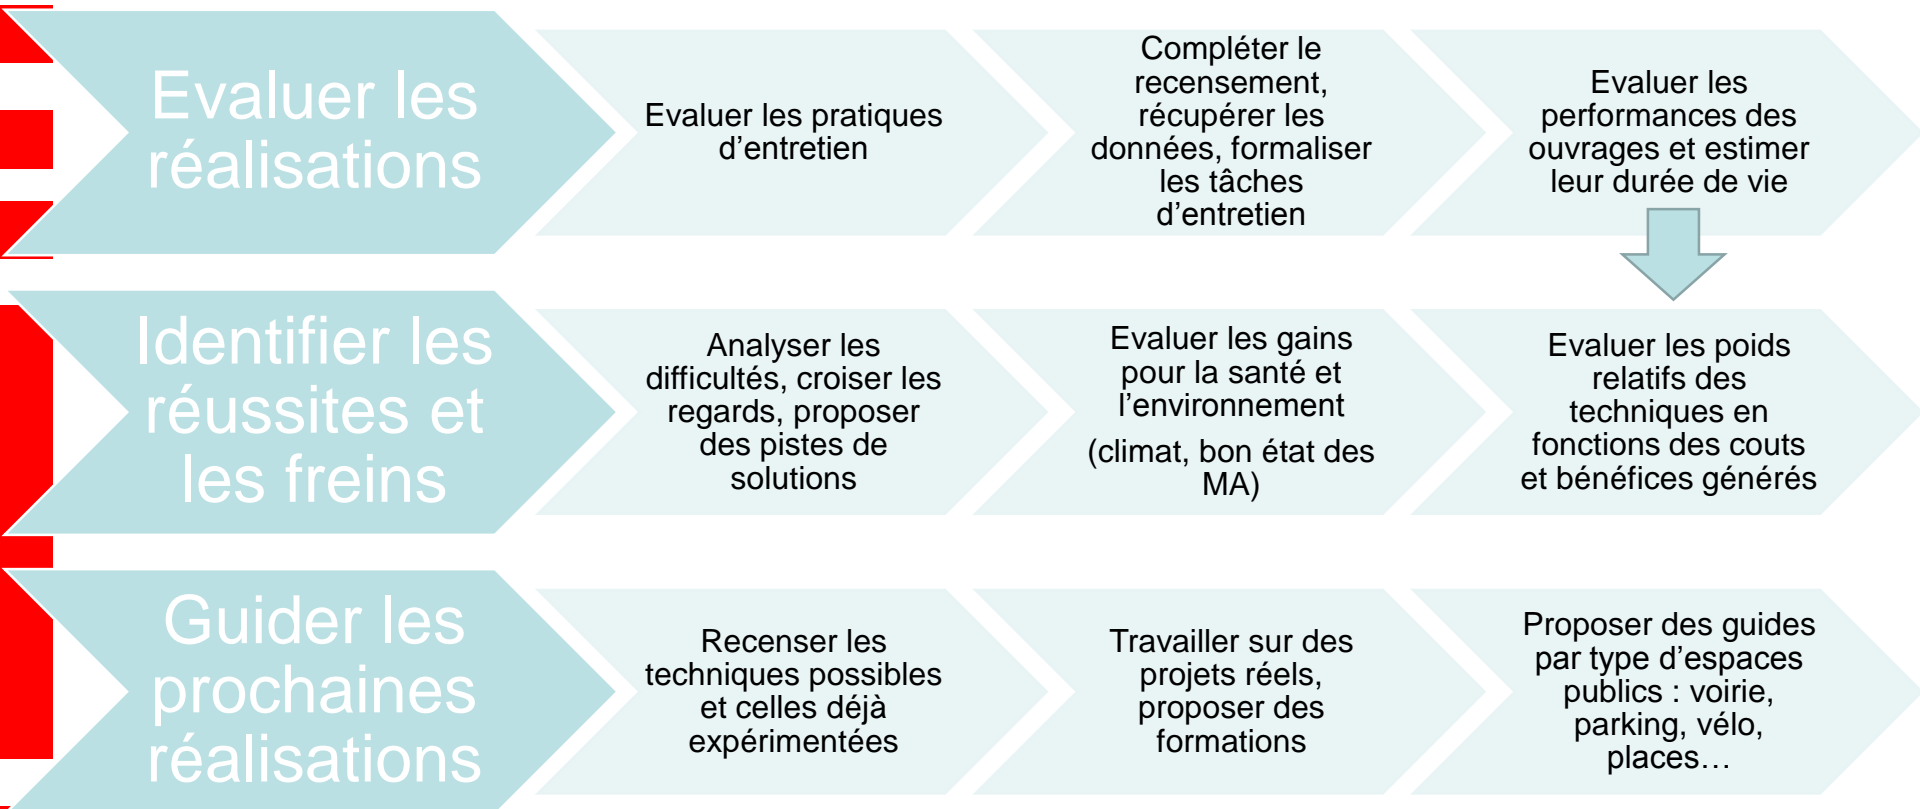 Evaluer les
réalisations
Evaluer les pratiques
d’entretien
Compléter le
recensement,
récupérer les
données, formaliser
les tâches
d’entretien
Evaluer les
performances des
ouvrages et estimer
leur durée de vie
Identifier les
réussites et
les freins
Analyser les
difficultés, croiser les
regards, proposer
des pistes de
solutions
Evaluer les gains
pour la santé et
l’environnement
(climat, bon état des
MA)
Evaluer les poids
relatifs des
techniques en
fonctions des couts
et bénéfices générés
Guider les
prochaines
réalisations
Recenser les
techniques possibles
et celles déjà
expérimentées
Travailler sur des
projets réels,
proposer des
formations
Proposer des guides
par type d’espaces
publics : voirie,
parking, vélo,
places…